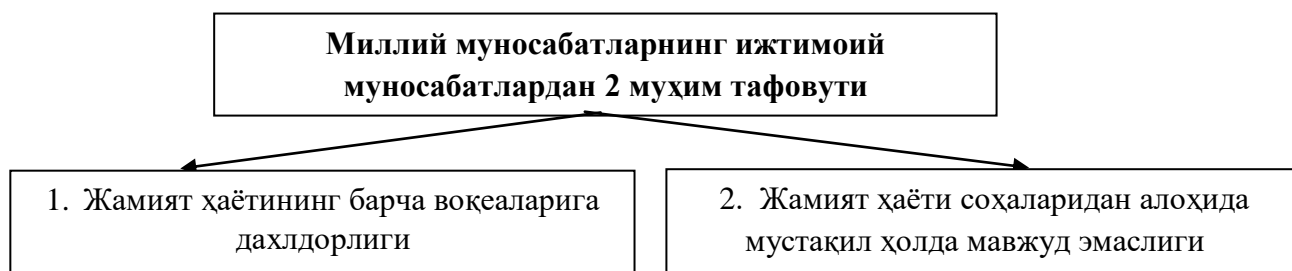 Миллий муносабатларнинг ижтимоий
муносабатлардан 2 муҳим тафовути
1. Жамият ҳаётининг барча воқеаларига
дахлдорлиги
2. Жамият ҳаёти соҳаларидан алоҳида
мустақил ҳолда мавжуд эмаслиги